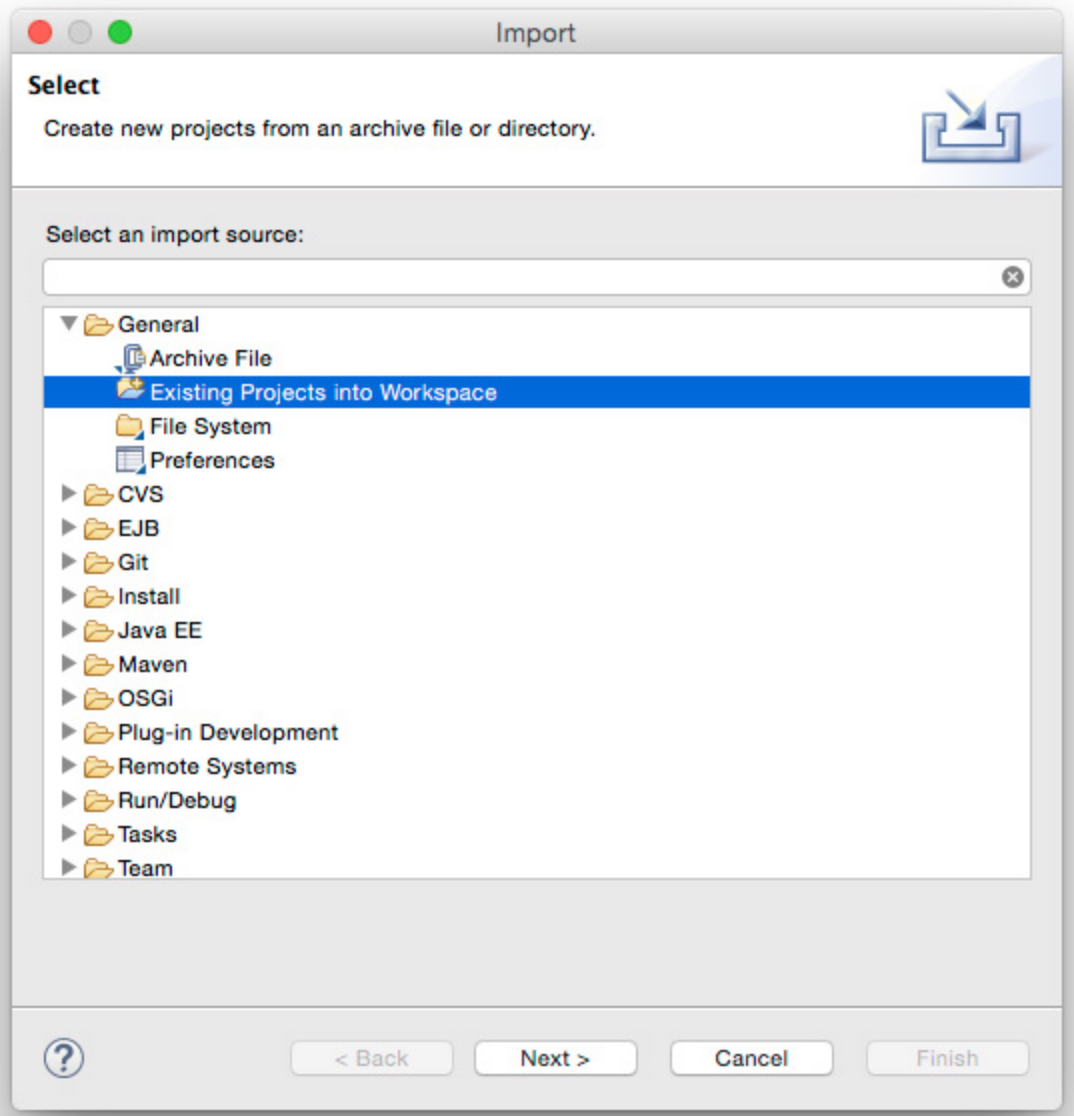 Import
Select
Create new projects from an archive file or directory.
Select an import source:
General
Archive File
Existing Projects into Workspace
File System
Preferences
CVS
EJB
Git
Install
Java EE
Maven
OSGi
Plug-in Development
Remote Systems
Run/Debug
Tasks
Team
? < Back Next > Cancel Finish